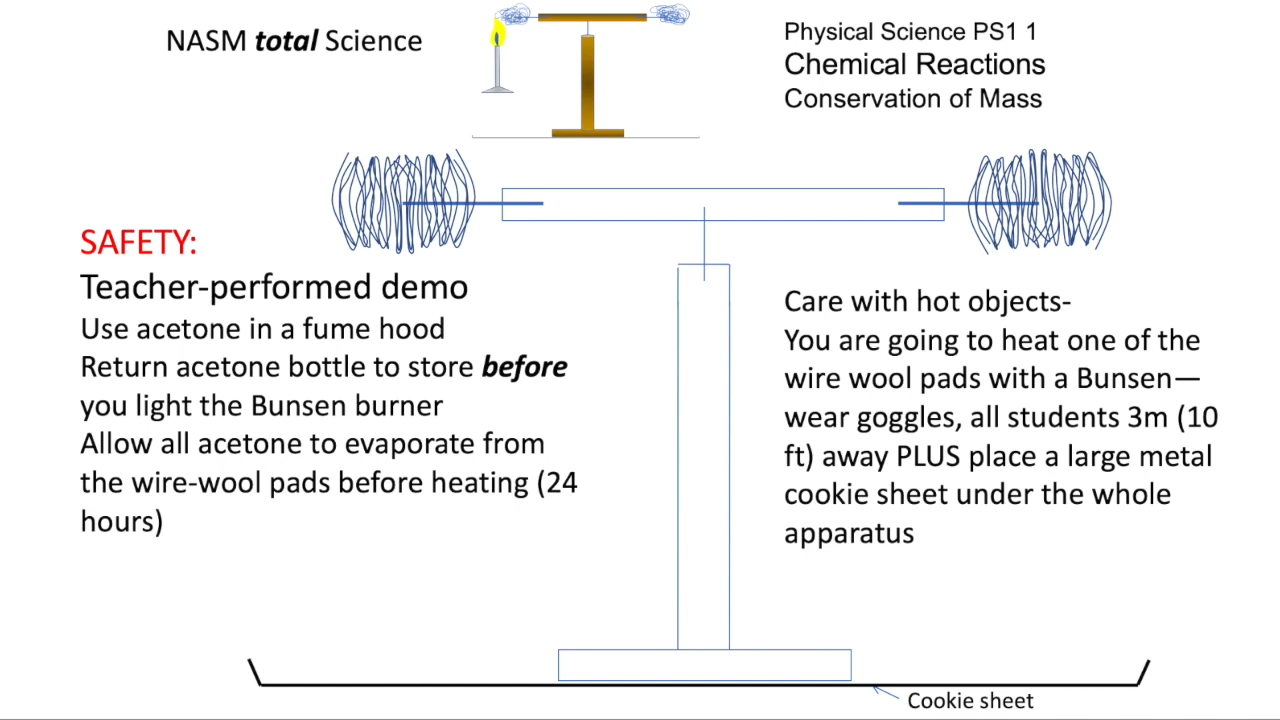 NASM total Science
Physical Science PS1 1
Chemical Reactions
Conservation of Mass
SAFETY:
Teacher-performed demo
Use acetone in a fume hood
Return acetone bottle to store before
you light the Bunsen burner
Allow all acetone to evaporate from
the wire-wool pads before heating (24
hours)
Care with hot objects-
You are going to heat one of the
wire wool pads with a Bunsen—
wear goggles, all students 3m (10
ft) away PLUS place a large metal
cookie sheet under the whole
apparatus
Cookie sheet